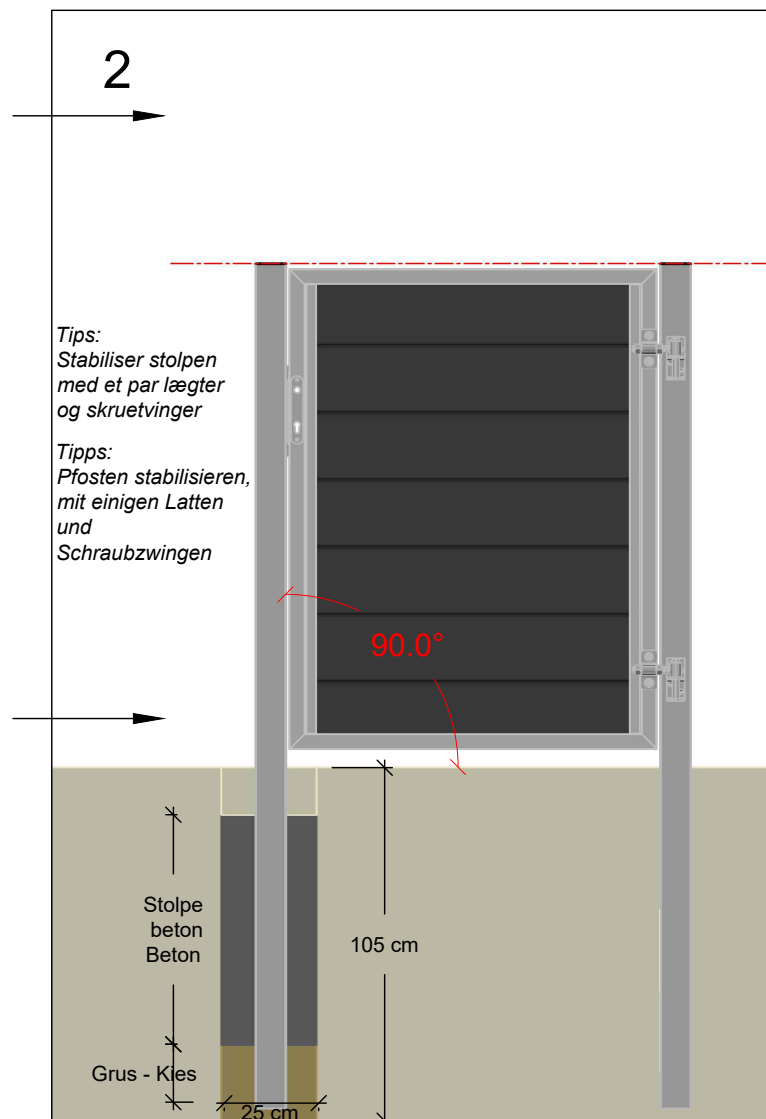 2
Tips:
Stabiliser stolpen
med et par lægter
og skruetvinger
Tipps:
Pfosten stabilisieren,
mit einigen Latten
und
Schraubzwingen
90.0°
Stolpe
beton
Beton
105 cm
Grus - Kies
25 cm